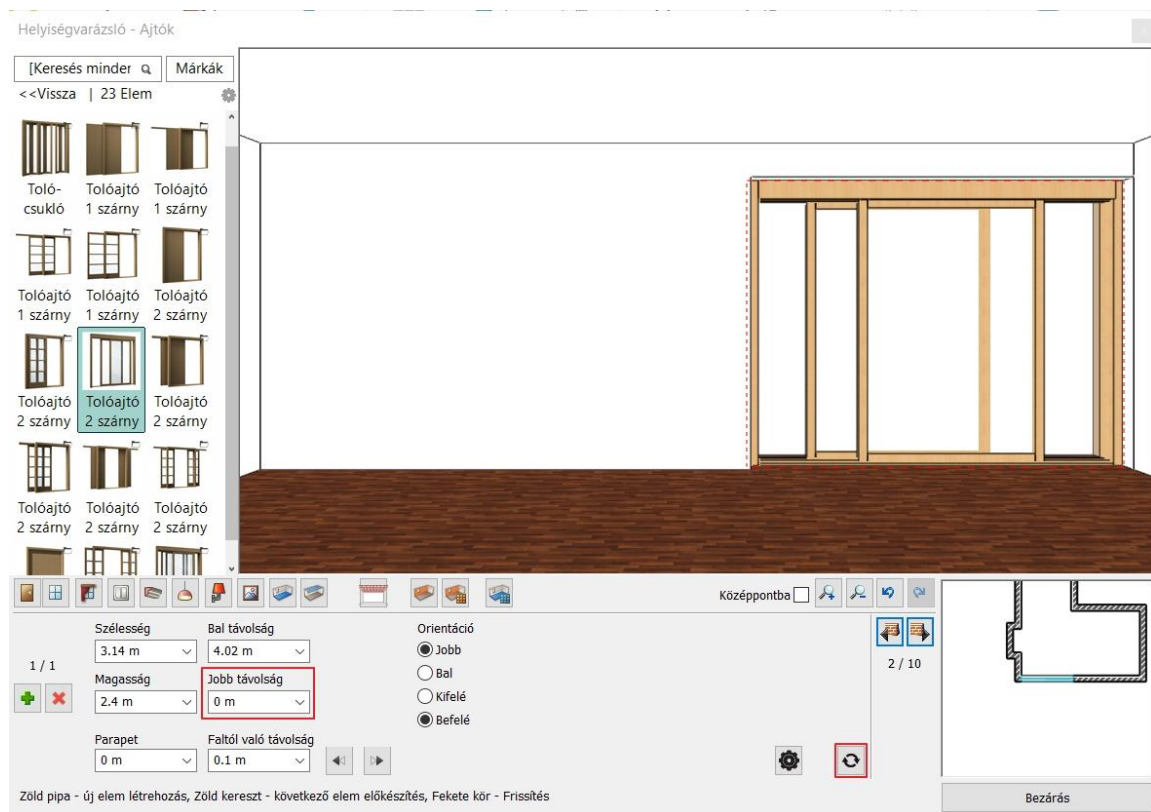 Helyiségvarázsló - Ajtók
[Keresés minder
Márkák
<<Vissza | 23 Elem
Toló-
csukló
Tolóajtó
1 szárny
Tolóajtó
1 szárny
Tolóajtó
1 szárny
Tolóajtó
1 szárny
Tolóajtó
2 szárny
Tolóajtó
2 szárny
Tolóajtó
2 szárny
Tolóajtó
2 szárny
Tolóajtó
2 szárny
Tolóajtó
2 szárny
Tolóajtó
2 szárny
Középpontba
1 / 1
Szélesség
3.14 m
Magasság
2.4 m
Parapet
0 m
Bal távolság
4.02 m
Jobb távolság
0 m
Faltól való távolság
0.1 m
Orientáció
Jobb
Bal
Kifelé
Befelé
2 / 10
Zöld pipa - új elem létrehozás, Zöld kereszt - következő elem előkészítés, Fekete kör - Frissítés
Bezárás